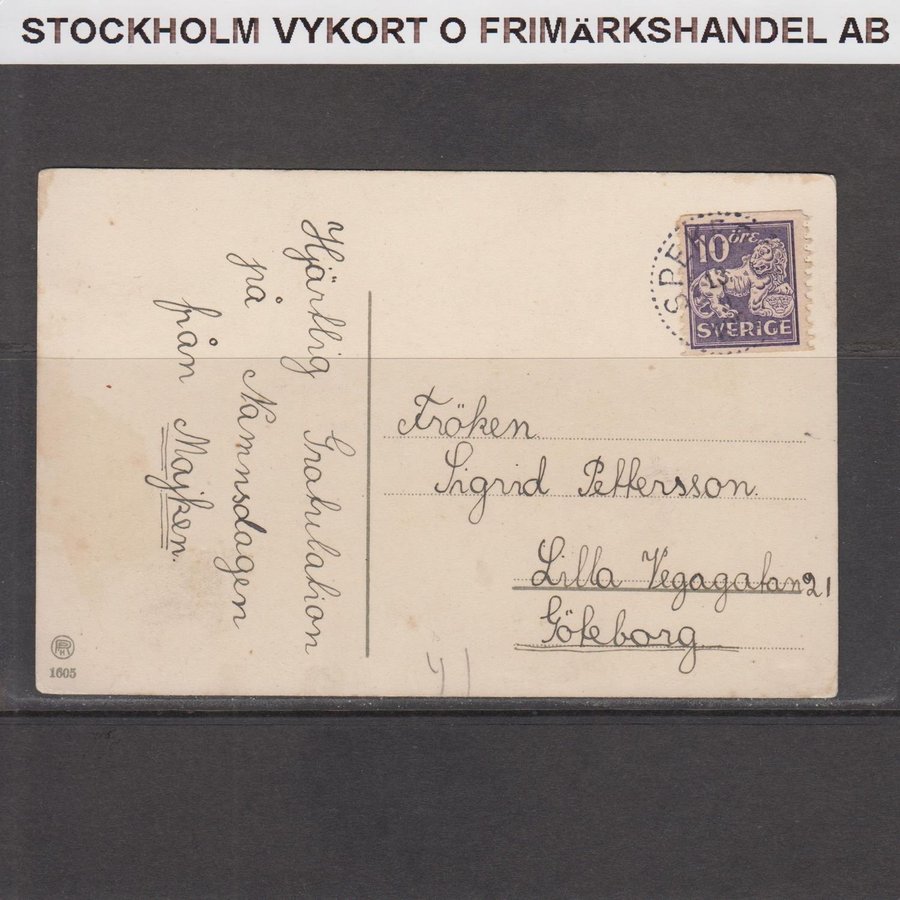 STOCKHOLM VYKORT O FRIMÄRKSHANDEL AB
Hjärtlig Gratulation
på Namnsdagen
från Majken.
10 öre
SVERIGE
13
Fröken
Sigrid Pettersson.
Lilla Vegagatan 21
Göteborg
1605